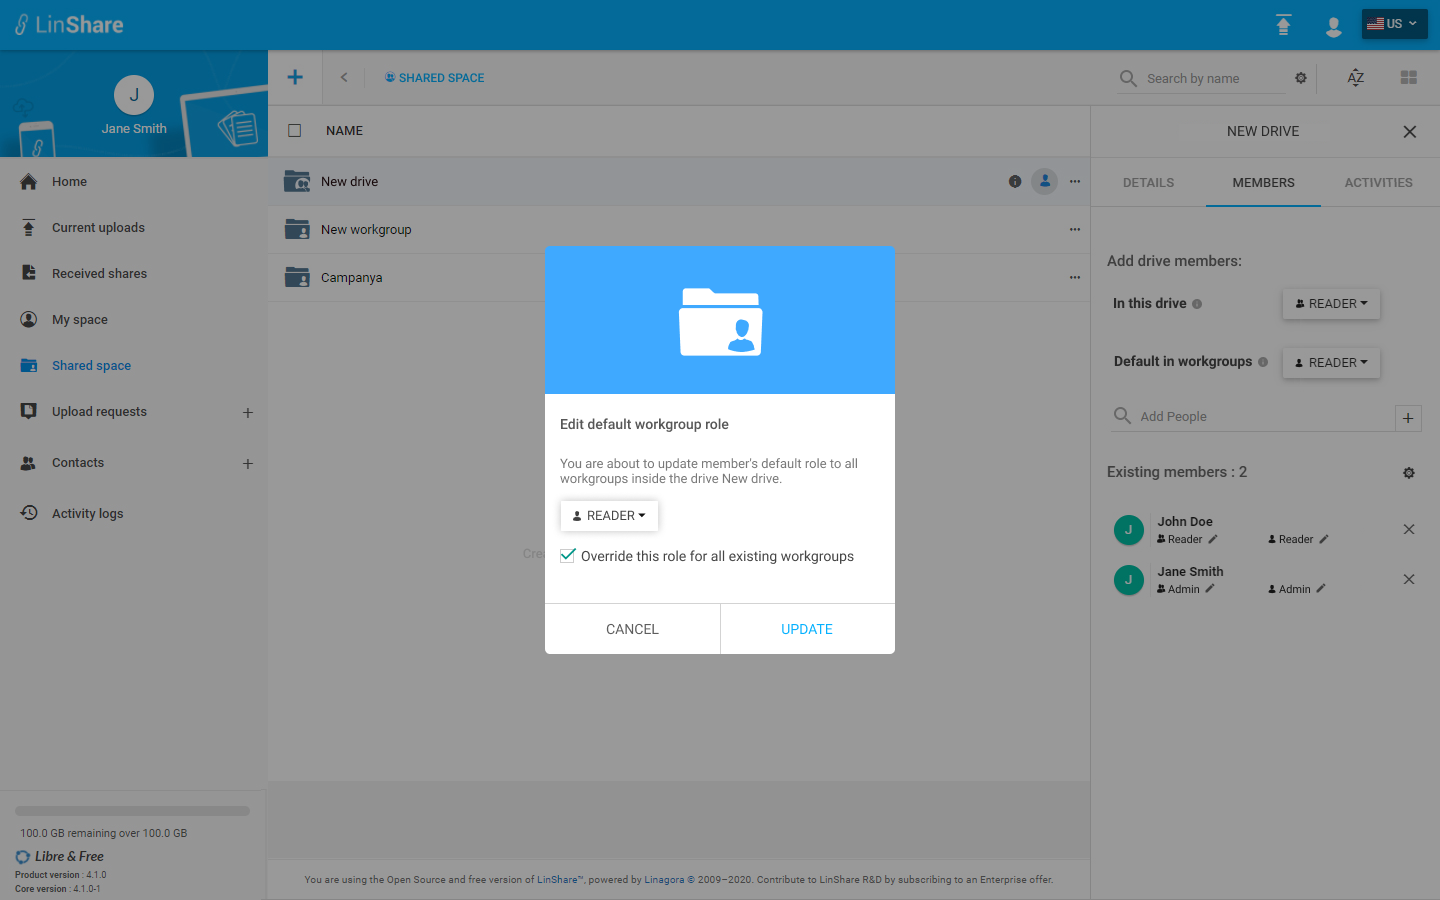 LinShare
US
J
Jane Smith
SHARED SPACE
Search by name
AZ
NAME
NEW DRIVE
Home
Current uploads
Received shares
My space
Shared space
Upload requests
Contacts
Activity logs
New drive
New workgroup
Campanya
DETAILS
MEMBERS
ACTIVITIES
Add drive members:
In this drive
READER
Default in workgroups
READER
Add People
Existing members : 2
J
John Doe
Reader
Reader
J
Jane Smith
Admin
Admin
Edit default workgroup role
You are about to update member's default role to all
workgroups inside the drive New drive.
READER
Override this role for all existing workgroups
CANCEL
UPDATE
100.0 GB remaining over 100.0 GB
Libre & Free
Product version : 4.1.0
Core version : 4.1.0-1
You are using the Open Source and free version of LinShare™, powered by Linagora © 2009–2020. Contribute to LinShare R&D by subscribing to an Enterprise offer.